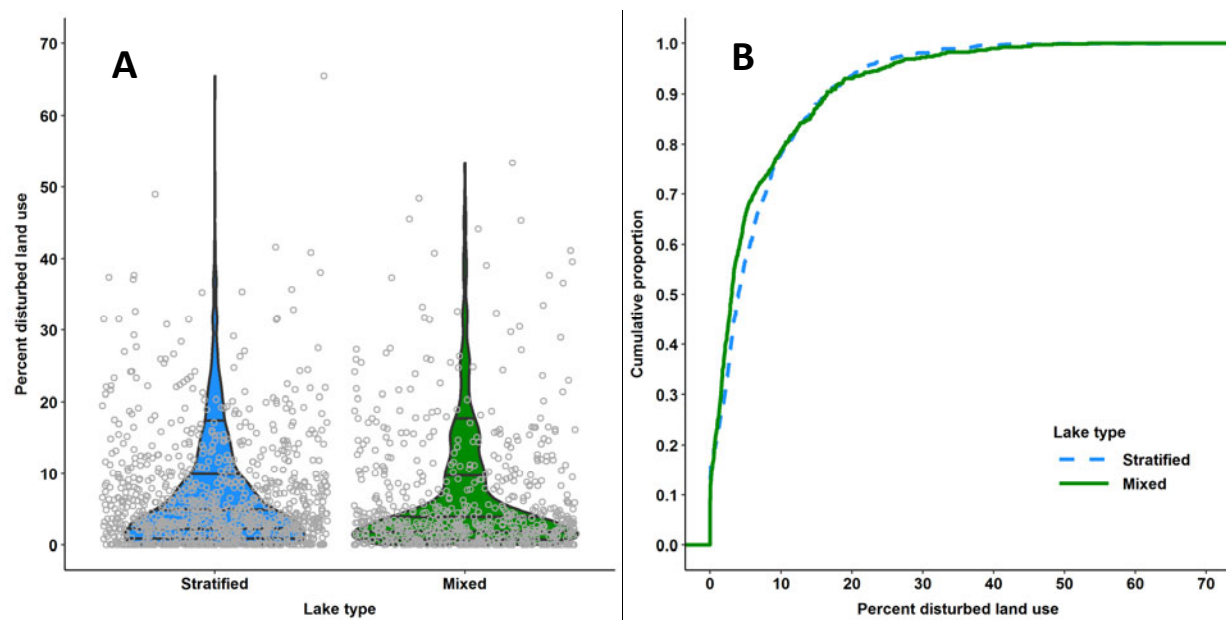 A
70
60
50
40
30
20
10
0
Percent disturbed land use
Stratified
Mixed
Lake type
B
1.0
0.9
0.8
0.7
0.6
0.5
0.4
0.3
0.2
0.1
0.0
Cumulative proportion
Lake type
Stratified
Mixed
0 10 20 30 40 50 60 70
Percent disturbed land use